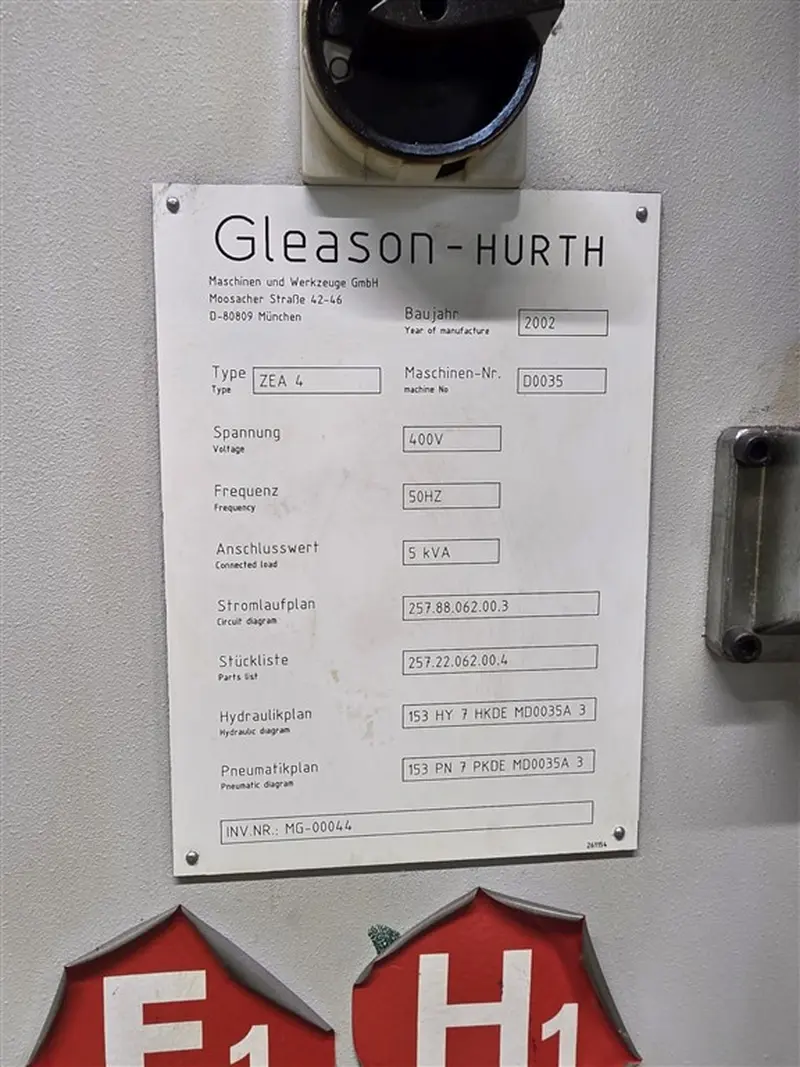 Gleason - HURTH
Maschinen und Werkzeuge GmbH
Moosacher Straße 42-46
D-80809 München
Baujahr 2002
Year of manufacture
Type ZEA 4
Type
Maschinen-Nr. D0035
machine No
Spannung 400V
Voltage
Frequenz 50HZ
Frequency
Anschlusswert 5 kVA
Connected load
Stromlaufplan 257.88.062.00.3
Circuit diagram
Stückliste 257.22.062.00.4
Parts list
Hydraulikplan 153 HY 7 HKDE MD0035A 3
Hydraulic diagram
Pneumatikplan 153 PN 7 PKDE MD0035A 3
Pneumatic diagram
INV.NR.: MG-00044
261154
E1 H1